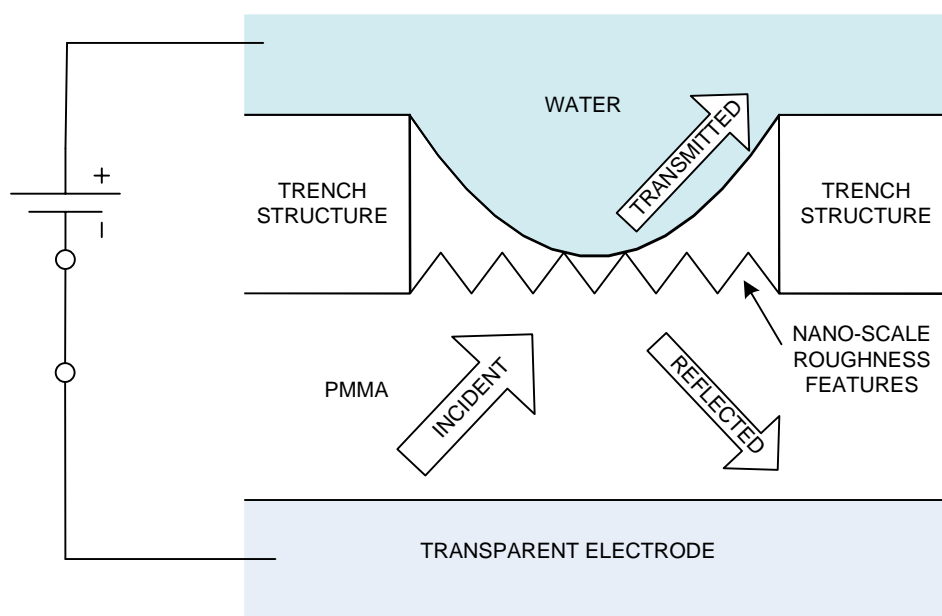 WATER
TRANSMITTED
TRENCH
STRUCTURE
TRENCH
STRUCTURE
+
–
NANO-SCALE
ROUGHNESS
FEATURES
PMMA
INCIDENT
REFLECTED
TRANSPARENT ELECTRODE